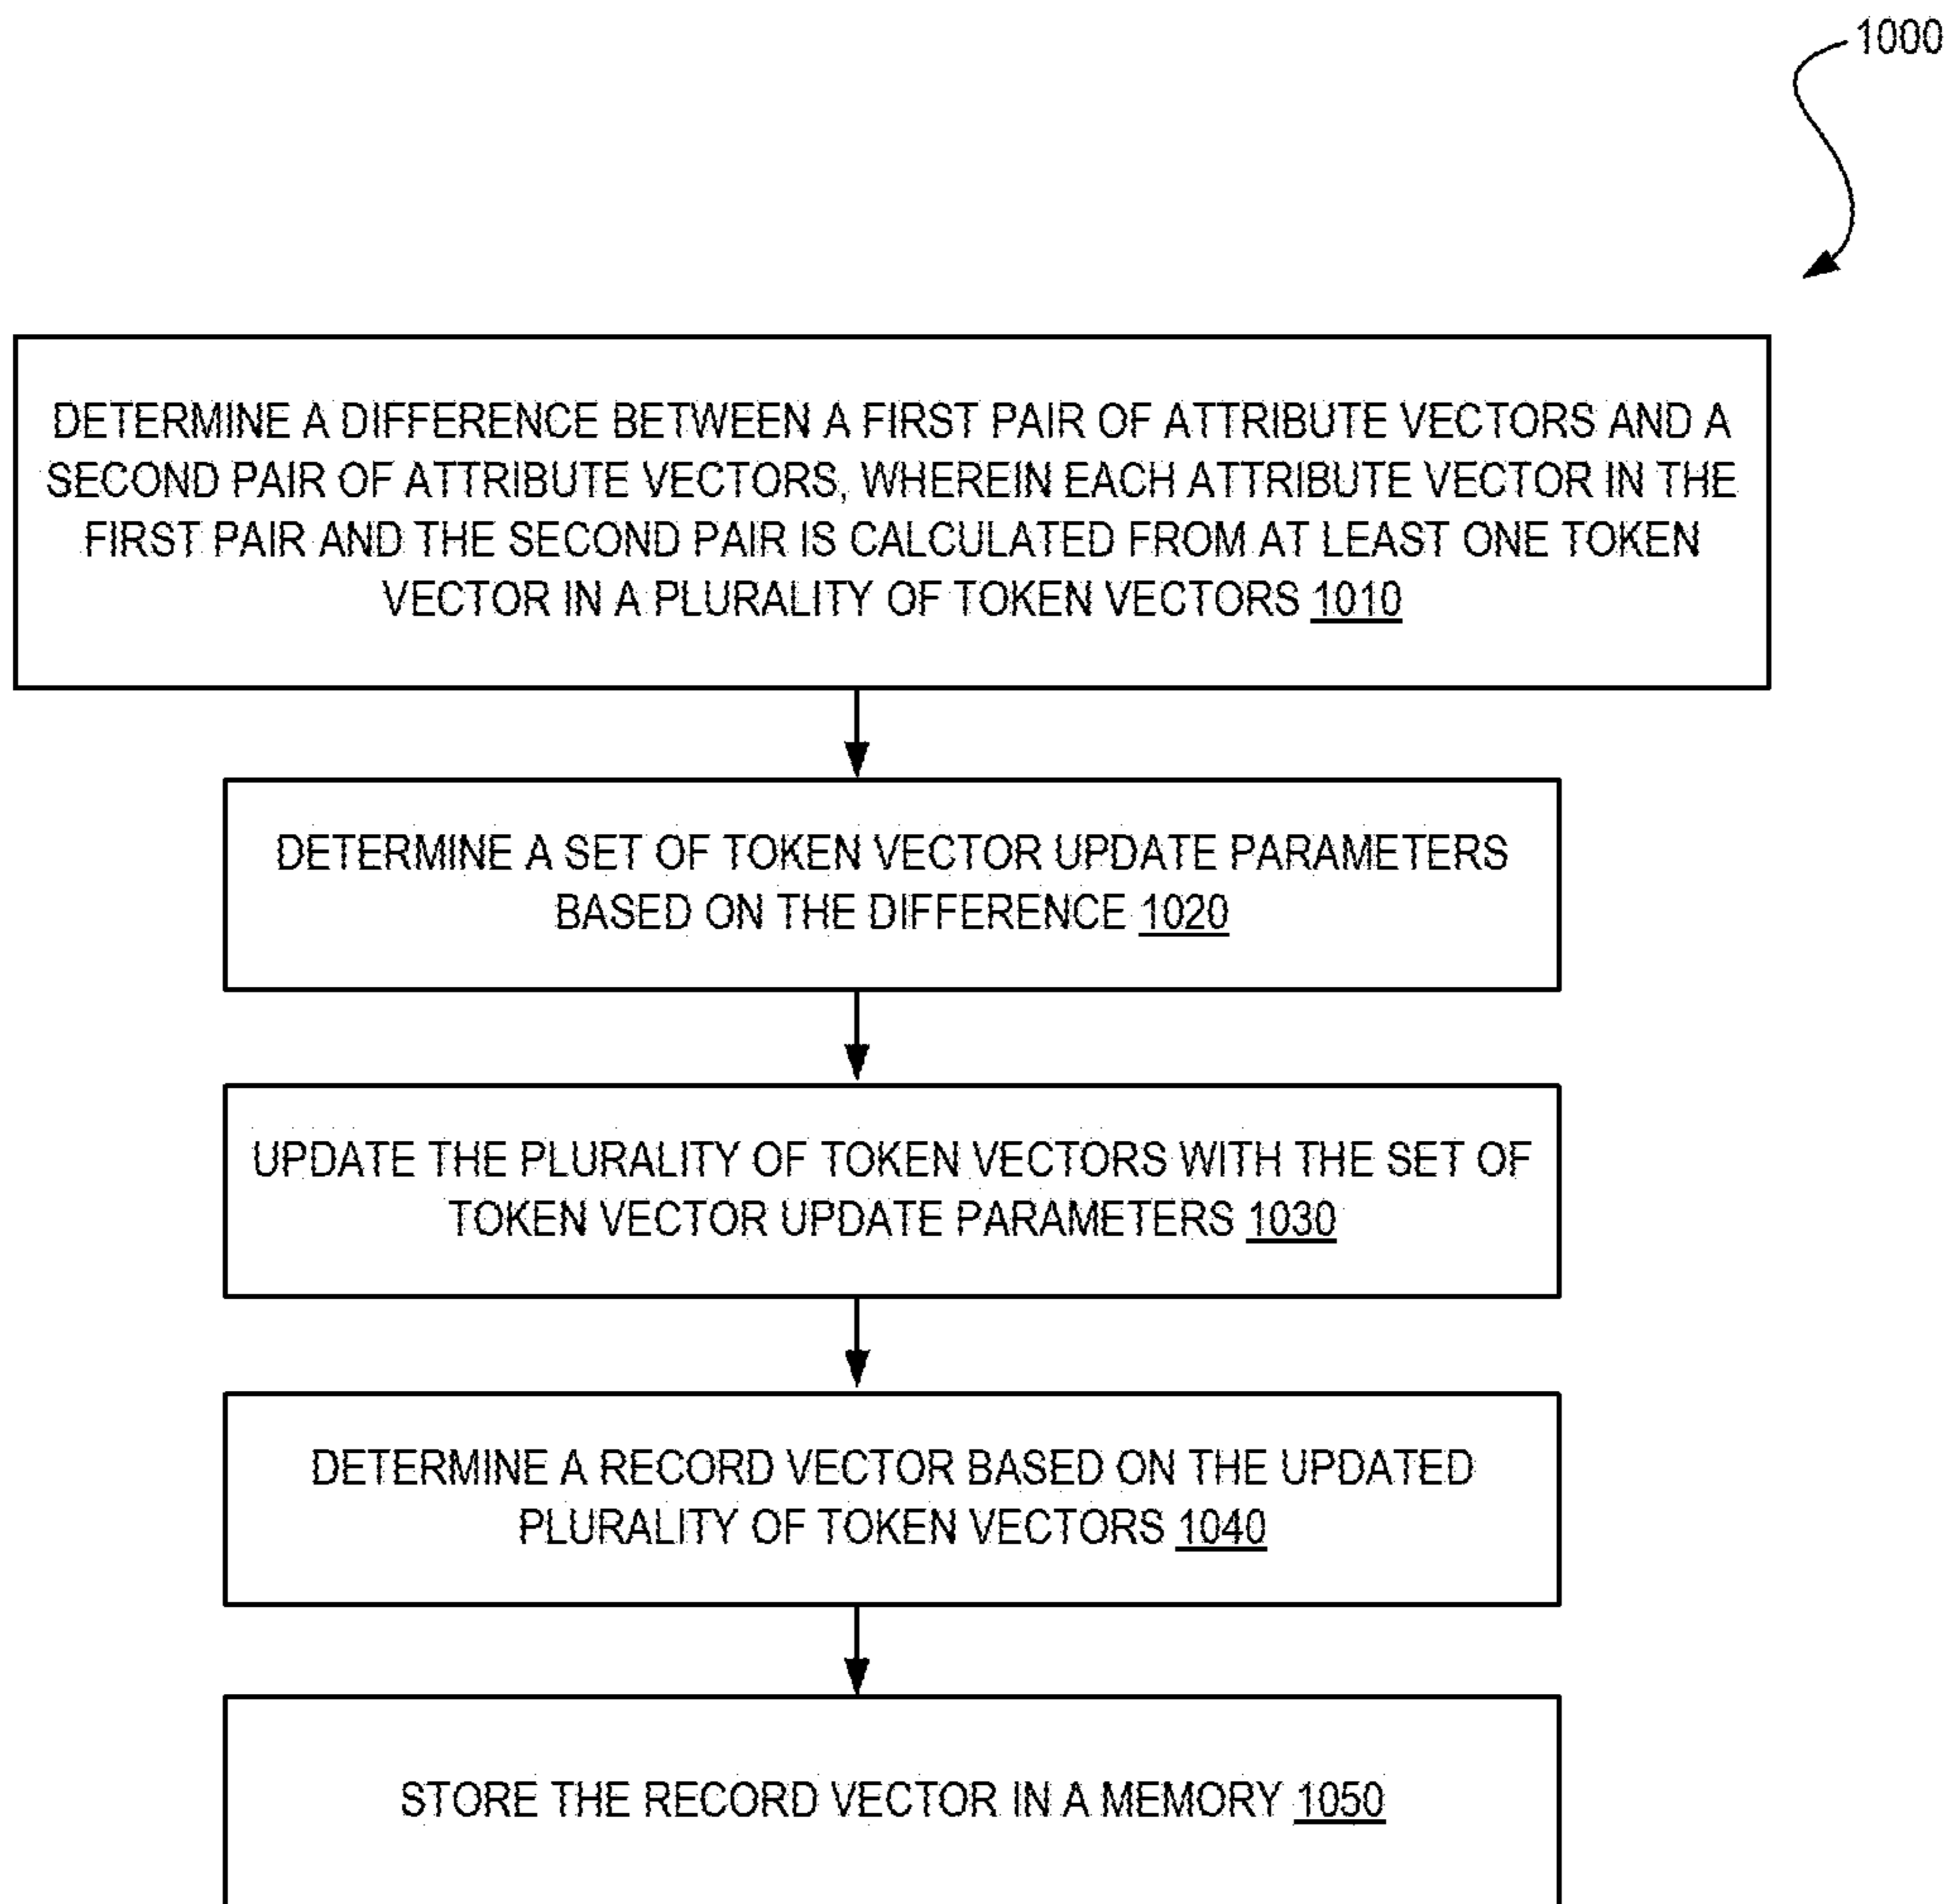 1000
DETERMINE A DIFFERENCE BETWEEN A FIRST PAIR OF ATTRIBUTE VECTORS AND A
SECOND PAIR OF ATTRIBUTE VECTORS, WHEREIN EACH ATTRIBUTE VECTOR IN THE
FIRST PAIR AND THE SECOND PAIR IS CALCULATED FROM AT LEAST ONE TOKEN
VECTOR IN A PLURALITY OF TOKEN VECTORS 1010
DETERMINE A SET OF TOKEN VECTOR UPDATE PARAMETERS
BASED ON THE DIFFERENCE 1020
UPDATE THE PLURALITY OF TOKEN VECTORS WITH THE SET OF
TOKEN VECTOR UPDATE PARAMETERS 1030
DETERMINE A RECORD VECTOR BASED ON THE UPDATED
PLURALITY OF TOKEN VECTORS 1040
STORE THE RECORD VECTOR IN A MEMORY 1050